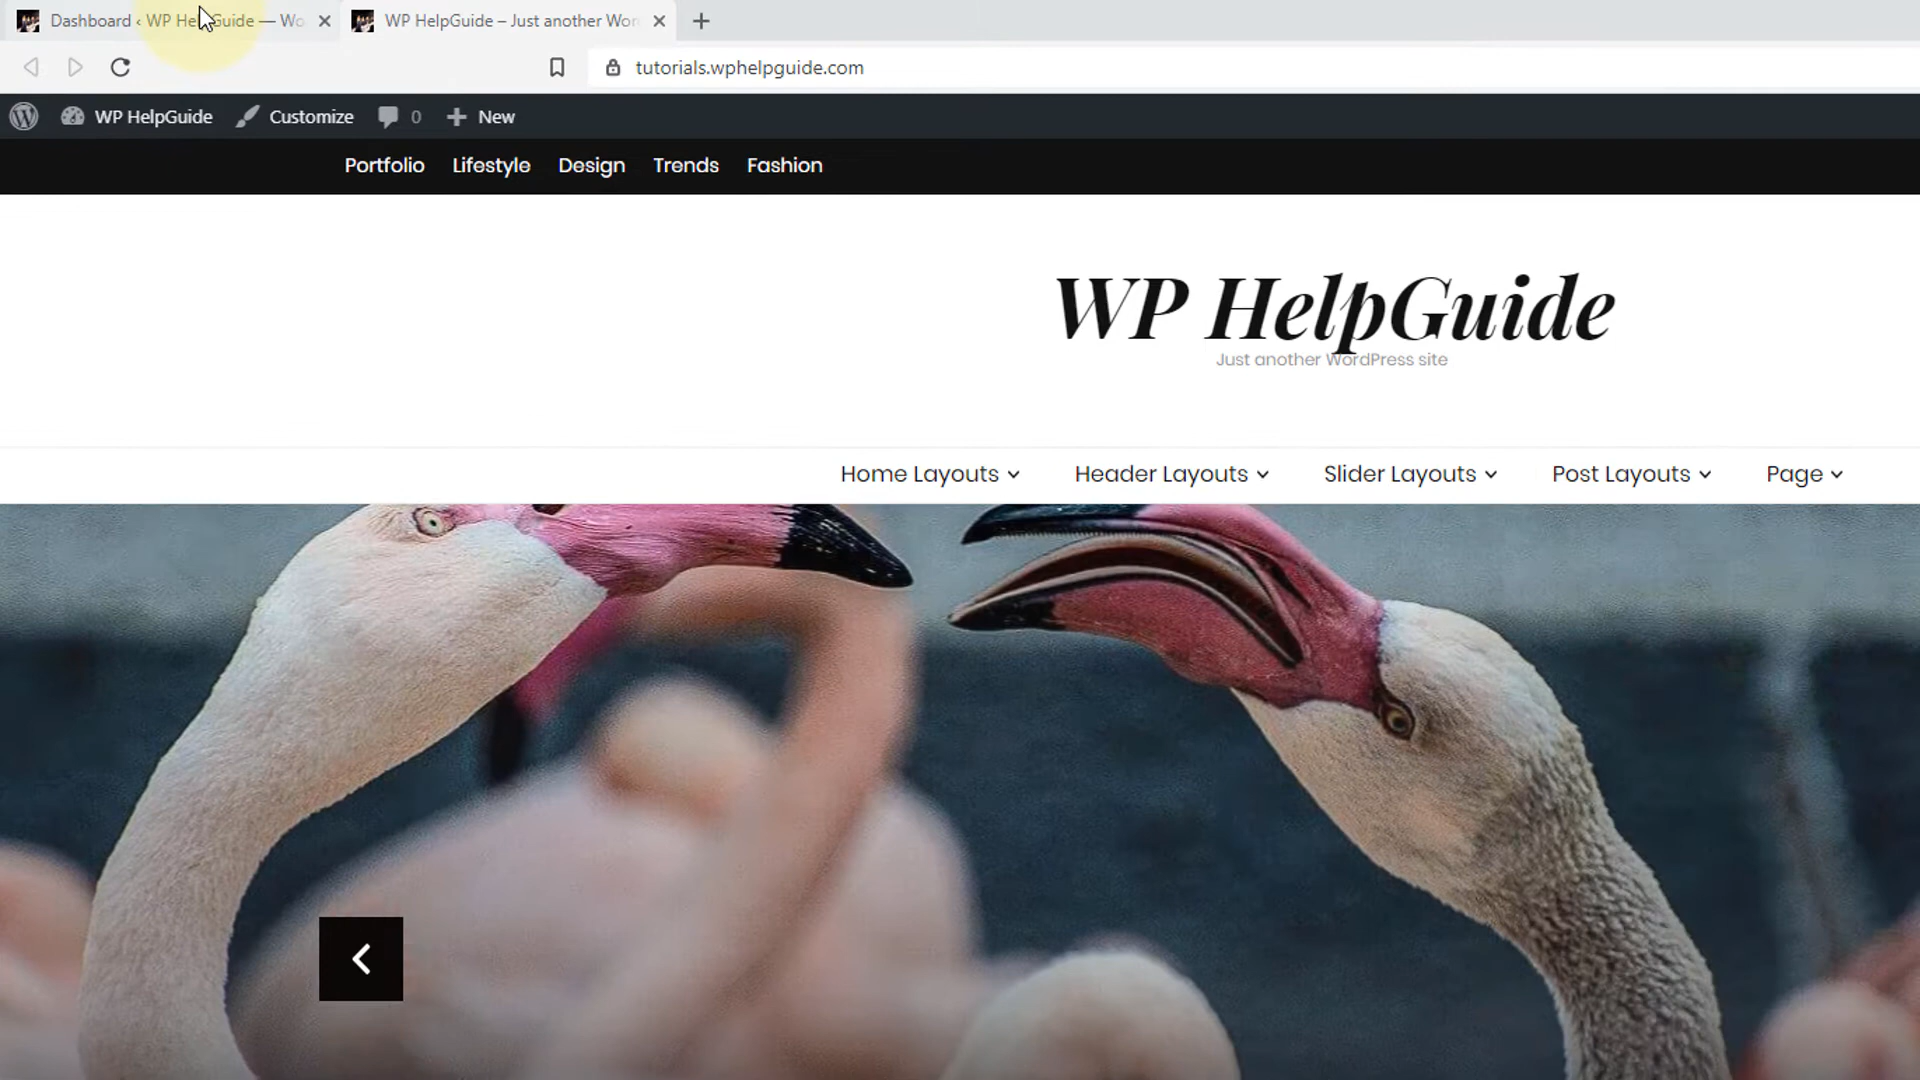 Dashboard ‹ WP HelpGuide — Wo
WP HelpGuide – Just another Wor
tutorials.wphelpguide.com
WP HelpGuide Customize 0 New
Portfolio Lifestyle Design Trends Fashion
WP HelpGuide
Just another WordPress site
Home Layouts Header Layouts Slider Layouts Post Layouts Page